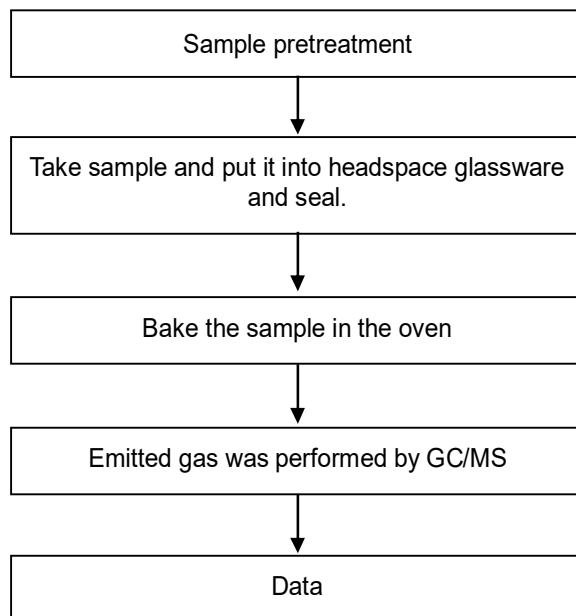 Sample pretreatment
Take sample and put it into headspace glassware
and seal.
Bake the sample in the oven
Emitted gas was performed by GC/MS
Data